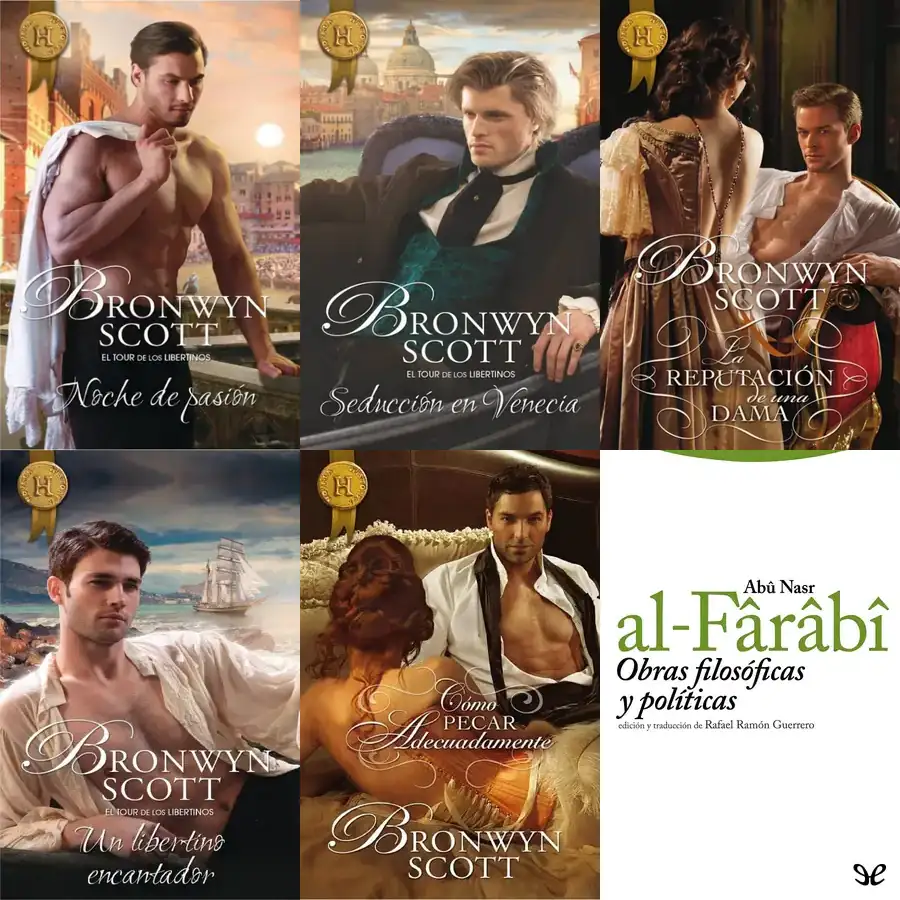 H
BRONWYN
SCOTT
EL TOUR DE LOS LIBERTINOS
Noche de pasión
H
BRONWYN
SCOTT
EL TOUR DE LOS LIBERTINOS
Seducción en Venecia
H
BRONWYN
SCOTT
La
REPUTACIÓN
de una
DAMA
H
BRONWYN
SCOTT
EL TOUR DE LOS LIBERTINOS
Un libertino
encantador
H
Cómo
PECAR
Adecuadamente
BRONWYN
SCOTT
Abû Nasr
al-Fârâbî
Obras filosóficas
y políticas
edición y traducción de Rafael Ramón Guerrero